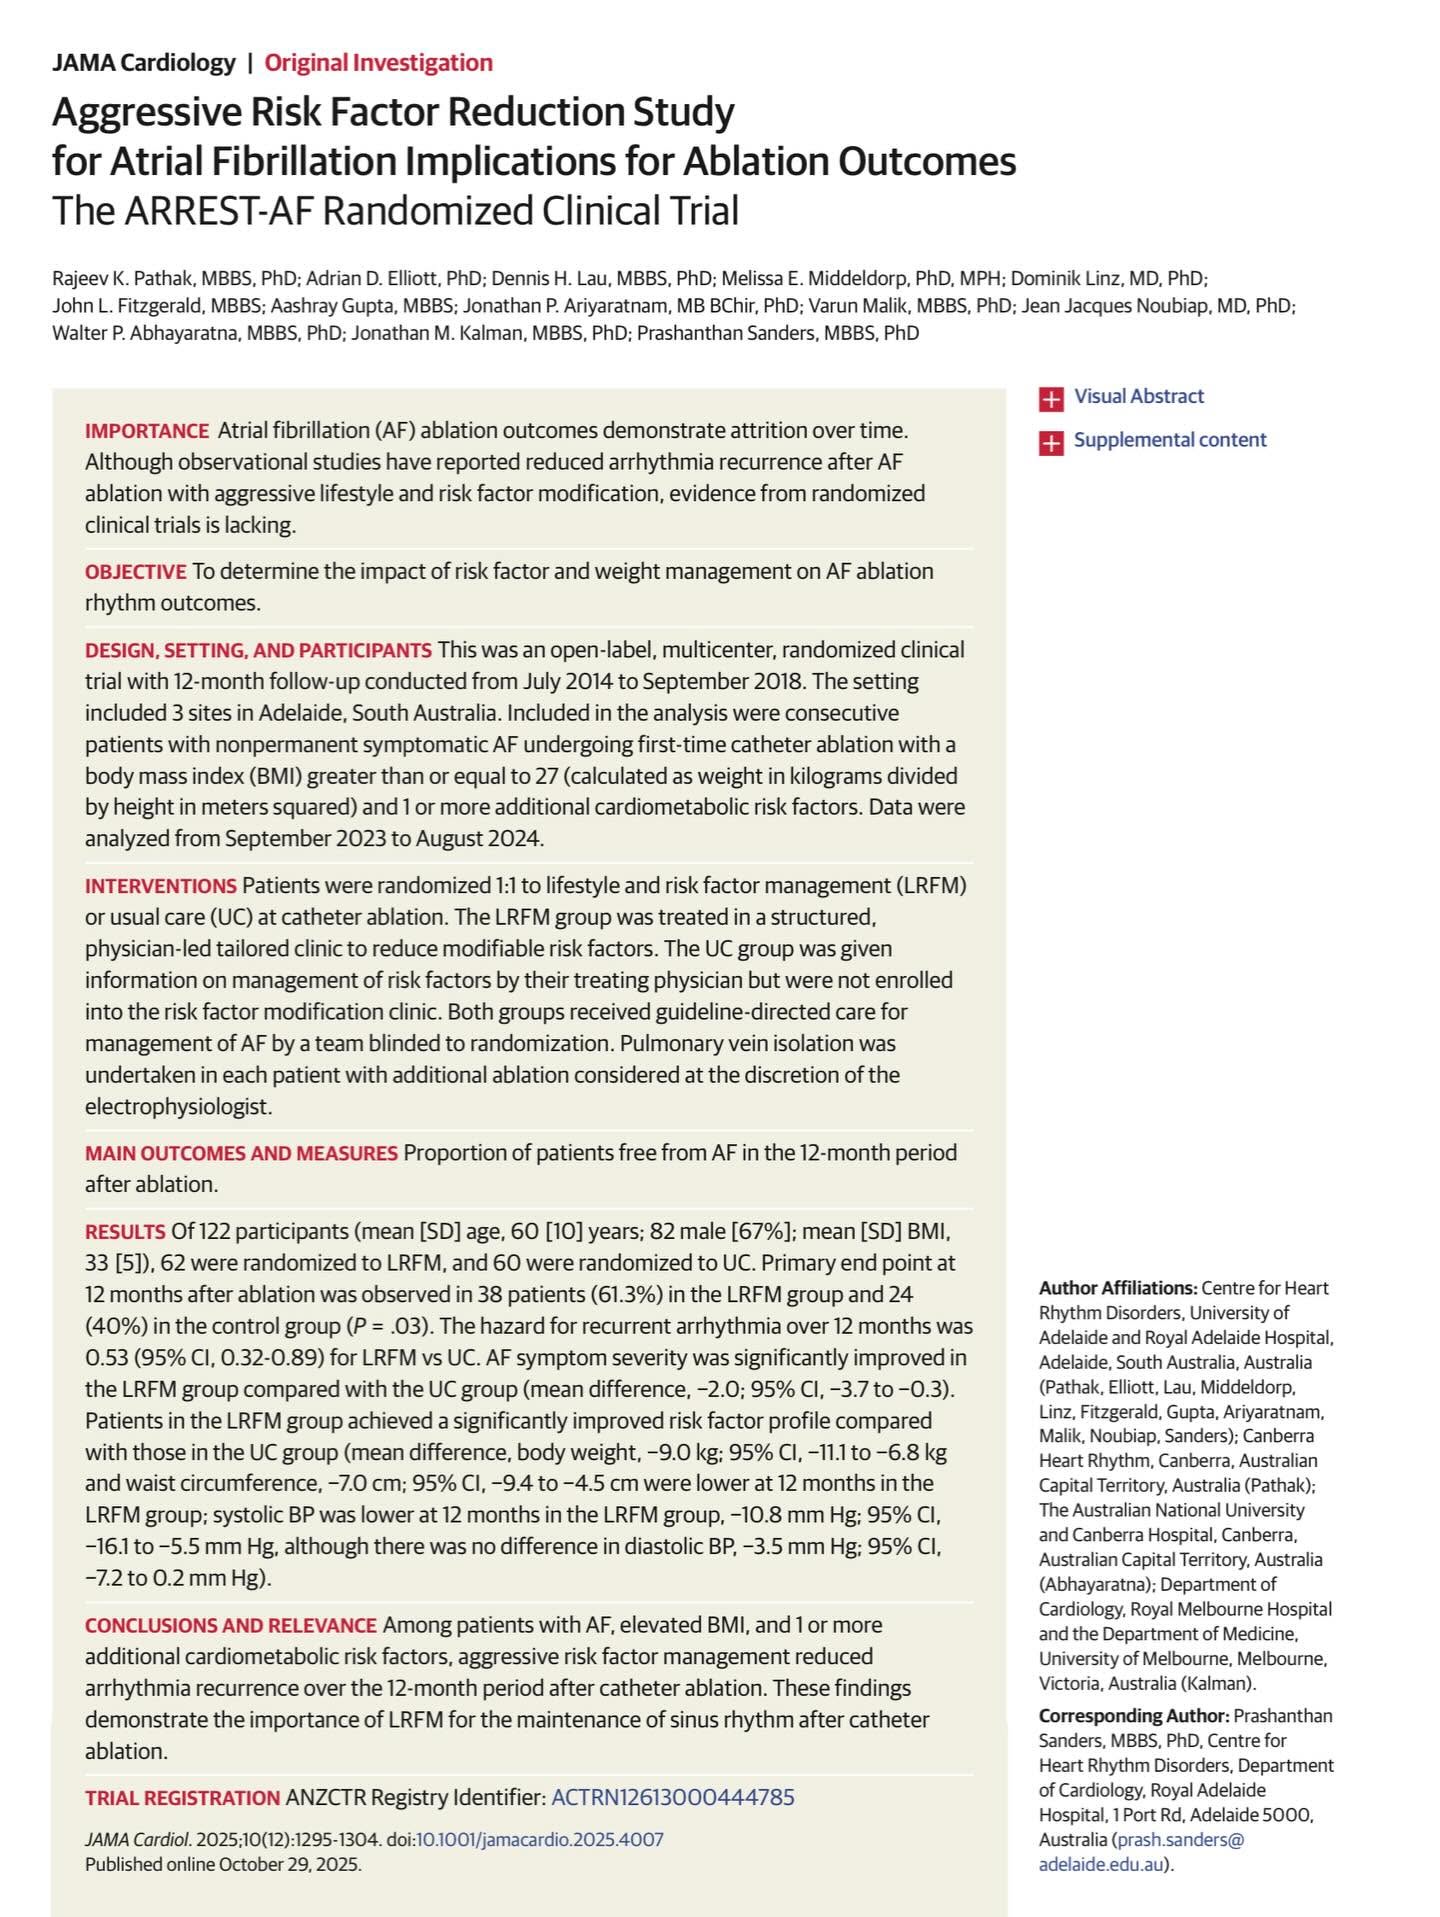 JAMA Cardiology | Original Investigation
Aggressive Risk Factor Reduction Study
for Atrial Fibrillation Implications for Ablation Outcomes
The ARREST-AF Randomized Clinical Trial
Rajeev K. Pathak, MBBS, PhD; Adrian D. Elliott, PhD; Dennis H. Lau, MBBS, PhD; Melissa E. Middeldorp, PhD, MPH; Dominik Linz, MD, PhD;
John L. Fitzgerald, MBBS; Aashray Gupta, MBBS; Jonathan P. Ariyaratnam, MB BChir, PhD; Varun Malik, MBBS, PhD; Jean Jacques Noubiap, MD, PhD;
Walter P. Abhayaratna, MBBS, PhD; Jonathan M. Kalman, MBBS, PhD; Prashanthan Sanders, MBBS, PhD
IMPORTANCE Atrial fibrillation (AF) ablation outcomes demonstrate attrition over time.
Although observational studies have reported reduced arrhythmia recurrence after AF
ablation with aggressive lifestyle and risk factor modification, evidence from randomized
clinical trials is lacking.
OBJECTIVE To determine the impact of risk factor and weight management on AF ablation
rhythm outcomes.
DESIGN, SETTING, AND PARTICIPANTS This was an open-label, multicenter, randomized clinical
trial with 12-month follow-up conducted from July 2014 to September 2018. The setting
included 3 sites in Adelaide, South Australia. Included in the analysis were consecutive
patients with nonpermanent symptomatic AF undergoing first-time catheter ablation with a
body mass index (BMI) greater than or equal to 27 (calculated as weight in kilograms divided
by height in meters squared) and 1 or more additional cardiometabolic risk factors. Data were
analyzed from September 2023 to August 2024.
INTERVENTIONS Patients were randomized 1:1 to lifestyle and risk factor management (LRFM)
or usual care (UC) at catheter ablation. The LRFM group was treated in a structured,
physician-led tailored clinic to reduce modifiable risk factors. The UC group was given
information on management of risk factors by their treating physician but were not enrolled
into the risk factor modification clinic. Both groups received guideline-directed care for
management of AF by a team blinded to randomization. Pulmonary vein isolation was
undertaken in each patient with additional ablation considered at the discretion of the
electrophysiologist.
MAIN OUTCOMES AND MEASURES Proportion of patients free from AF in the 12-month period
after ablation.
RESULTS Of 122 participants (mean [SD] age, 60 [10] years; 82 male [67%]; mean [SD] BMI,
33 [5]), 62 were randomized to LRFM, and 60 were randomized to UC. Primary end point at
12 months after ablation was observed in 38 patients (61.3%) in the LRFM group and 24
(40%) in the control group (P = .03). The hazard for recurrent arrhythmia over 12 months was
0.53 (95% CI, 0.32-0.89) for LRFM vs UC. AF symptom severity was significantly improved in
the LRFM group compared with the UC group (mean difference, −2.0; 95% CI, −3.7 to −0.3).
Patients in the LRFM group achieved a significantly improved risk factor profile compared
with those in the UC group (mean difference, body weight, −9.0 kg; 95% CI, −11.1 to −6.8 kg
and waist circumference, −7.0 cm; 95% CI, −9.4 to −4.5 cm were lower at 12 months in the
LRFM group; systolic BP was lower at 12 months in the LRFM group, −10.8 mm Hg; 95% CI,
−16.1 to −5.5 mm Hg, although there was no difference in diastolic BP, −3.5 mm Hg; 95% CI,
−7.2 to 0.2 mm Hg).
CONCLUSIONS AND RELEVANCE Among patients with AF, elevated BMI, and 1 or more
additional cardiometabolic risk factors, aggressive risk factor management reduced
arrhythmia recurrence over the 12-month period after catheter ablation. These findings
demonstrate the importance of LRFM for the maintenance of sinus rhythm after catheter
ablation.
TRIAL REGISTRATION ANZCTR Registry Identifier: ACTRN12613000444785
JAMA Cardiol. 2025;10(12):1295-1304. doi:10.1001/jamacardio.2025.4007
Published online October 29, 2025.
Visual Abstract
Supplemental content
Author Affiliations: Centre for Heart
Rhythm Disorders, University of
Adelaide and Royal Adelaide Hospital,
Adelaide, South Australia, Australia
(Pathak, Elliott, Lau, Middeldorp,
Linz, Fitzgerald, Gupta, Ariyaratnam,
Malik, Noubiap, Sanders); Canberra
Heart Rhythm, Canberra, Australian
Capital Territory, Australia (Pathak);
The Australian National University
and Canberra Hospital, Canberra,
Australian Capital Territory, Australia
(Abhayaratna); Department of
Cardiology, Royal Melbourne Hospital
and the Department of Medicine,
University of Melbourne, Melbourne,
Victoria, Australia (Kalman).
Corresponding Author: Prashanthan
Sanders, MBBS, PhD, Centre for
Heart Rhythm Disorders, Department
of Cardiology, Royal Adelaide
Hospital, 1 Port Rd, Adelaide 5000,
Australia (prash.sanders@
adelaide.edu.au).